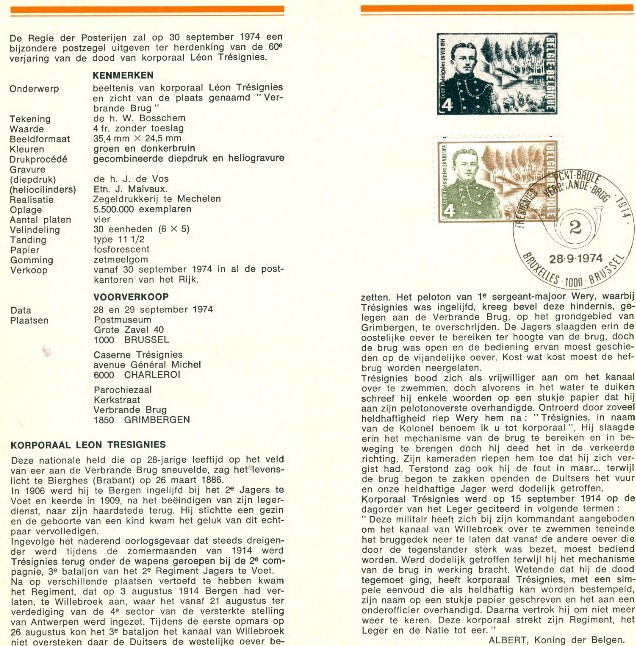 De Regie der Posterijen zal op 30 september 1974 een
bijzondere postzegel uitgeven ter herdenking van de 60e
verjaring van de dood van korporaal Léon Trésignies.
KENMERKEN
Onderwerp beeltenis van korporaal Léon Trésignies
en zicht van de plaats genaamd "Ver-
brande Brug"
Tekening de h. W. Bosschem
Waarde 4 fr. zonder toeslag
Beeldformaat 35,4 mm × 24,5 mm
Kleuren groen en donkerbruin
Drukprocédé gecombineerde diepdruk en heliogravure
Gravure
(diepdruk) de h. J. de Vos
(heliocilinders) Etn. J. Malvaux.
Realisatie Zegeldrukkerij te Mechelen
Oplage 5.500.000 exemplaren
Aantal platen vier
Velindeling 30 eenheden (6 × 5)
Tanding type 11 1/2
Papier fosforescent
Gomming zetmeelgom
Verkoop vanaf 30 september 1974 in al de post-
kantoren van het Rijk.
VOORVERKOOP
Data 28 en 29 september 1974
Plaatsen Postmuseum
Grote Zavel 40
1000 BRUSSEL
Caserne Trésignies
avenue Général Michel
6000 CHARLEROI
Parochiezaal
Kerkstraat
Verbrande Brug
1850 GRIMBERGEN
KORPORAAL LEON TRESIGNIES
Deze nationale held die op 28-jarige leeftijd op het veld
van eer aan de Verbrande Brug sneuvelde, zag het levens-
licht te Bierghes (Brabant) op 26 maart 1886.
In 1906 werd hij te Bergen ingelijfd bij het 2e Jagers te
Voet en keerde in 1909, na het beëindigen van zijn leger-
dienst, naar zijn haardstede terug. Hij stichtte een gezin
en de geboorte van een kind kwam het geluk van dit echt-
paar vervolledigen.
Ingevolge het naderend oorlogsgevaar dat steeds dreigen-
der werd tijdens de zomermaanden van 1914 werd
Trésignies terug onder de wapens geroepen bij de 2e com-
pagnie, 3e bataljon van het 2e Regiment Jagers te Voet.
Na op verschillende plaatsen vertoefd te hebben kwam
het Regiment, dat op 3 augustus 1914 Bergen had ver-
laten, te Willebroek aan, waar het vanaf 21 augustus ter
verdediging van de 4e sector van de versterkte stelling
van Antwerpen werd ingezet. Tijdens de eerste opmars op
26 augustus kon het 3e bataljon het kanaal van Willebroek
niet oversteken daar de Duitsers de westelijke oever be-
BELGIE-BELGIQUE
4
BELGIE-BELGIQUE
4
TRESIGNIES
PONT-BRULE
VERBRANDE-BRUG
1914
2
28-9-1974
BRUXELLES · 1000 · BRUSSEL
zetten. Het peloton van 1e sergeant-majoor Wery, waarbij
Trésignies was ingelijfd, kreeg bevel deze hindernis, ge-
legen aan de Verbrande Brug, op het grondgebied van
Grimbergen, te overschrijden. De Jagers slaagden erin de
oostelijke oever te bereiken ter hoogte van de brug, doch
de brug was open en de bediening ervan moest geschie-
den op de vijandelijke oever. Kost wat kost moest de hef-
brug worden neergelaten.
Trésignies bood zich als vrijwilliger aan om het kanaal
over te zwemmen, doch alvorens in het water te duiken
schreef hij enkele woorden op een stukje papier dat hij
aan zijn pelotonsoverste overhandigde. Ontroerd door zoveel
heldhaftigheid riep Wery hem na : " Trésignies, in naam
van de Kolonel benoem ik u tot korporaal ". Hij slaagde
erin het mechanisme van de brug te bereiken en in be-
weging te brengen doch hij deed het in de verkeerde
richting. Zijn kameraden riepen hem toe dat hij zich ver-
gist had. Terstond zag ook hij de fout in maar... terwijl
de brug begon te zakken openden de Duitsers het vuur
en onze heldhaftige Jager werd dodelijk getroffen.
Korporaal Trésignies werd op 15 september 1914 op de
dagorder van het Leger geciteerd in volgende termen :
" Deze militair heeft zich bij zijn kommandant aangeboden
om het kanaal van Willebroek over te zwemmen teneinde
het bruggedek neer te laten dat vanaf de andere oever die
door de tegenstander sterk was bezet, moest bediend
worden. Werd dodelijk getroffen terwijl hij het mechanisme
van de brug in werking bracht. Wetende dat hij de dood
tegemoet ging, heeft korporaal Trésignies, met een sim-
pele eenvoud die als heldhaftig kan worden bestempeld,
zijn naam op een stukje papier geschreven en het aan een
onderofficier overhandigd. Daarna vertrok hij om niet meer
weer te keren. Deze korporaal strekt zijn Regiment, het
Leger en de Natie tot eer. "
ALBERT, Koning der Belgen.